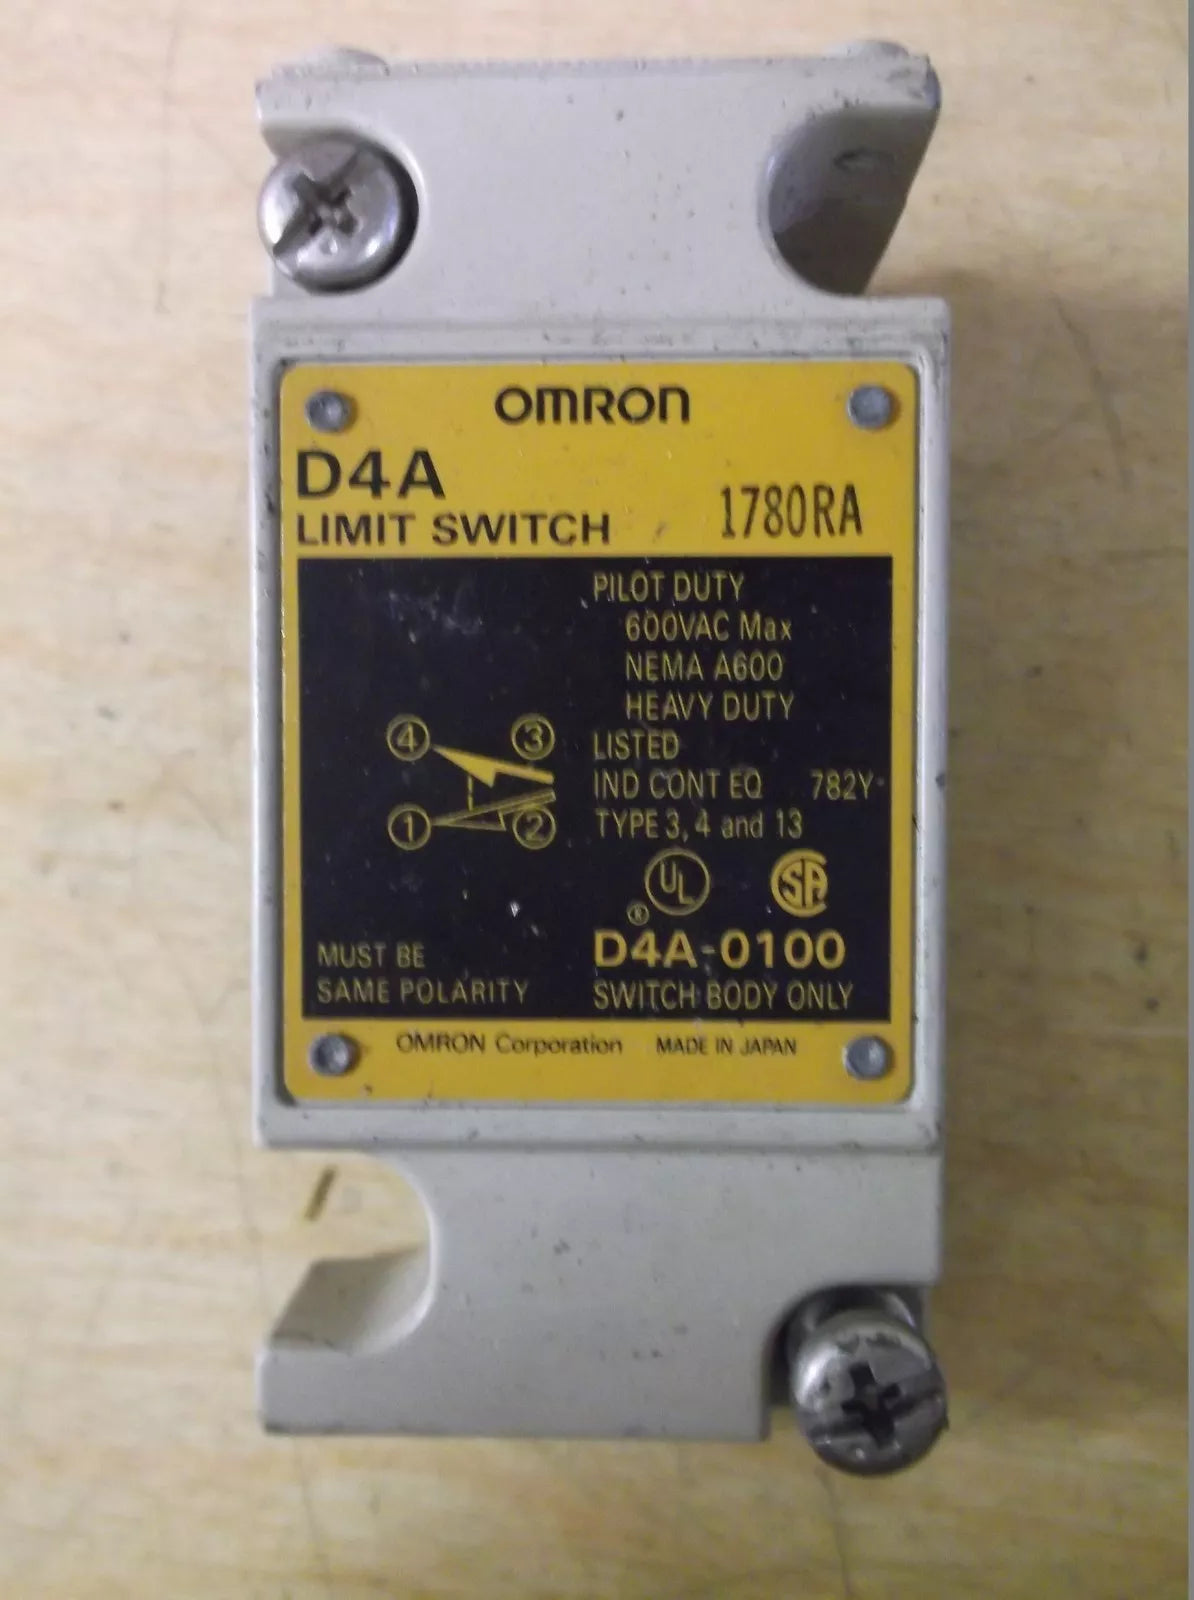 OMRON
D4A
LIMIT SWITCH 1780RA
PILOT DUTY
600VAC Max
NEMA A600
HEAVY DUTY
④ ③
LISTED
IND CONT EQ 782Y
① ②
TYPE 3, 4 and 13
UL ® SA
D4A-0100
MUST BE
SAME POLARITY
SWITCH BODY ONLY
OMRON Corporation MADE IN JAPAN